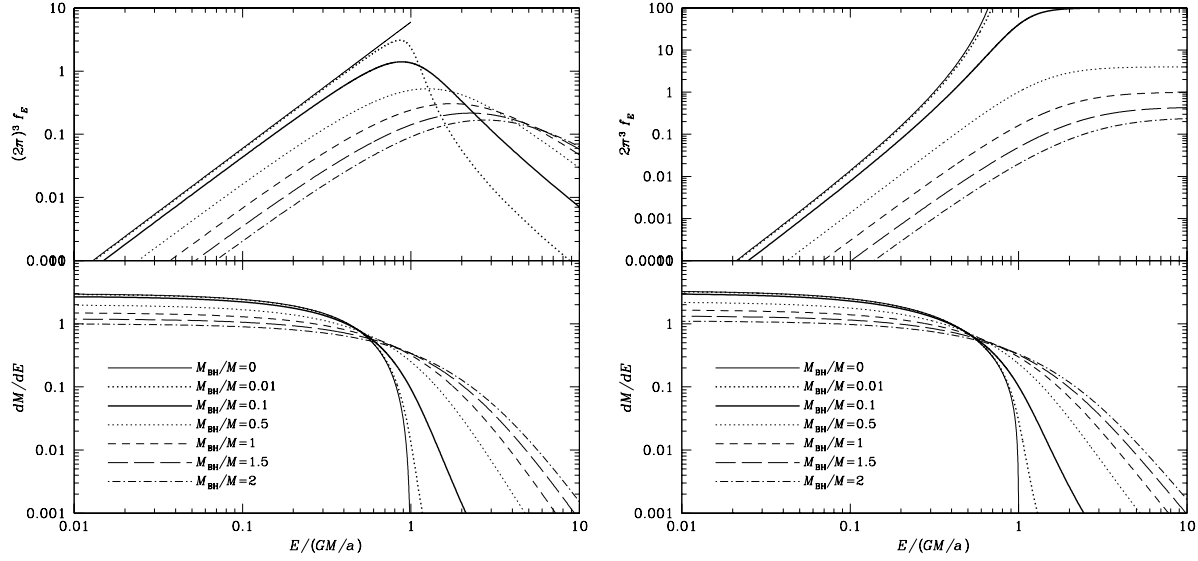 10
1
0.1
0.01
0.001
(2π)³ f_E
1
0.1
0.01
0.001
dM/dE
M_BH/M=0
M_BH/M=0.01
M_BH/M=0.1
M_BH/M=0.5
M_BH/M=1
M_BH/M=1.5
M_BH/M=2
0.01
0.1
1
10
E/(GM/a)
100
10
1
0.1
0.01
0.001
2π³ f_E
1
0.1
0.01
0.001
dM/dE
M_BH/M=0
M_BH/M=0.01
M_BH/M=0.1
M_BH/M=0.5
M_BH/M=1
M_BH/M=1.5
M_BH/M=2
0.01
0.1
1
10
E/(GM/a)